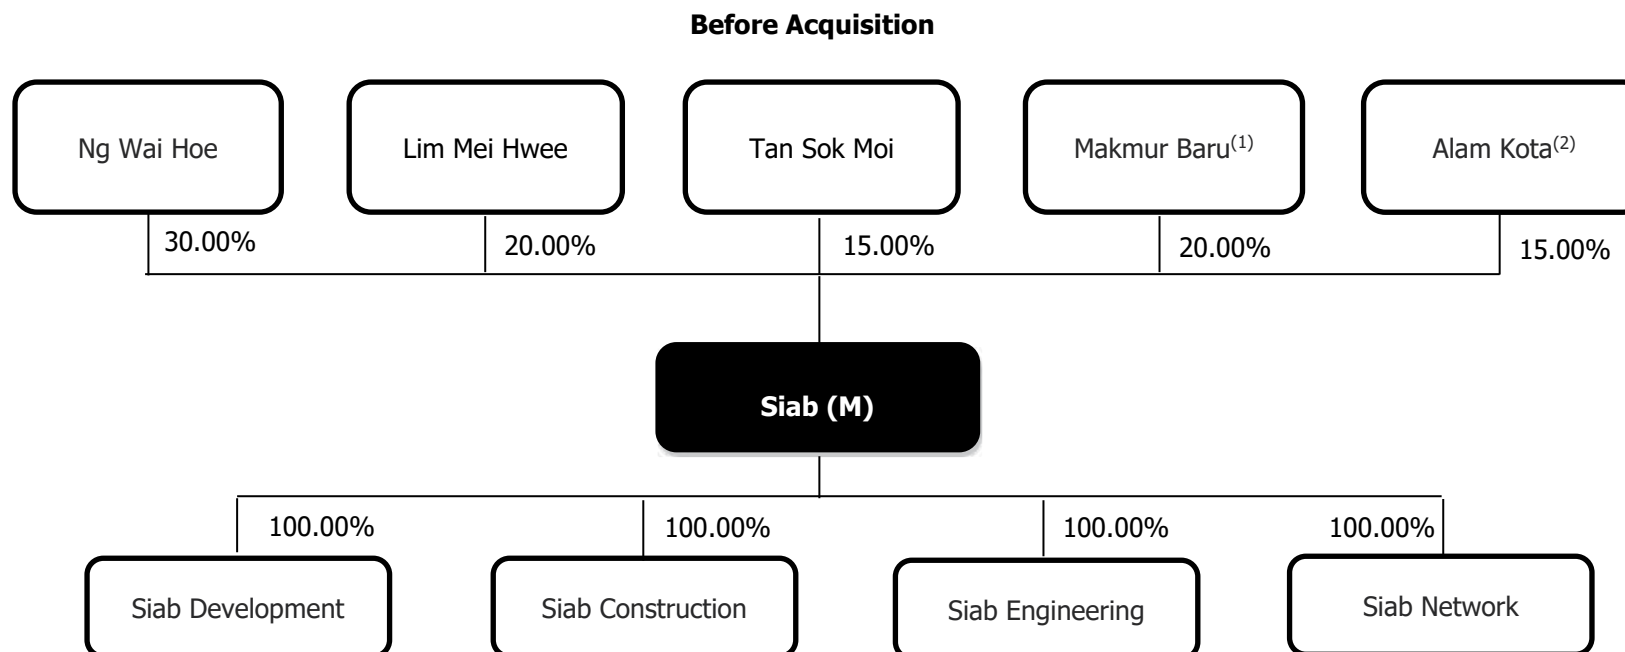 Before Acquisition
Ng Wai Hoe
Lim Mei Hwee
Tan Sok Moi
Makmur Baru(1)
Alam Kota(2)
30.00%
20.00%
15.00%
20.00%
15.00%
Siab (M)
100.00%
100.00%
100.00%
100.00%
Siab Development
Siab Construction
Siab Engineering
Siab Network